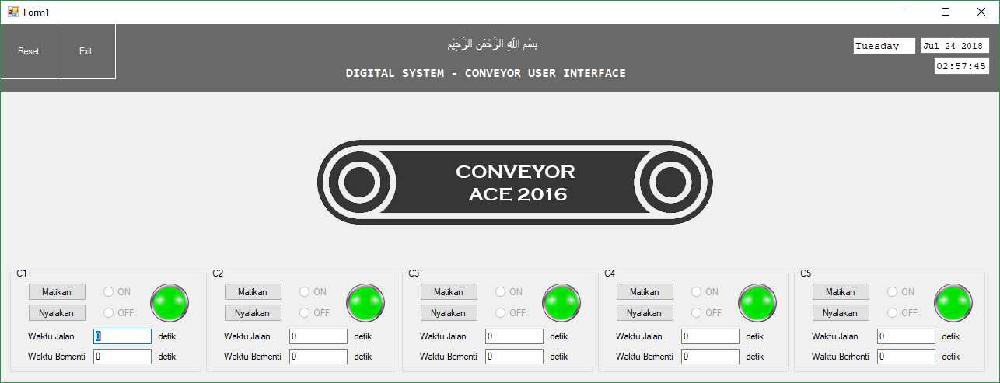 Form1
Reset
Exit
بِسْمِ اللَّهِ الرَّحْمَنِ الرَّحِيْمِ
DIGITAL SYSTEM - CONVEYOR USER INTERFACE
Tuesday
Jul 24 2018
02:57:45
CONVEYOR
ACE 2016
C1
Matikan ON
Nyalakan OFF
Waktu Jalan 0 detik
Waktu Berhenti 0 detik
C2
Matikan ON
Nyalakan OFF
Waktu Jalan 0 detik
Waktu Berhenti 0 detik
C3
Matikan ON
Nyalakan OFF
Waktu Jalan 0 detik
Waktu Berhenti 0 detik
C4
Matikan ON
Nyalakan OFF
Waktu Jalan 0 detik
Waktu Berhenti 0 detik
C5
Matikan ON
Nyalakan OFF
Waktu Jalan 0 detik
Waktu Berhenti 0 detik